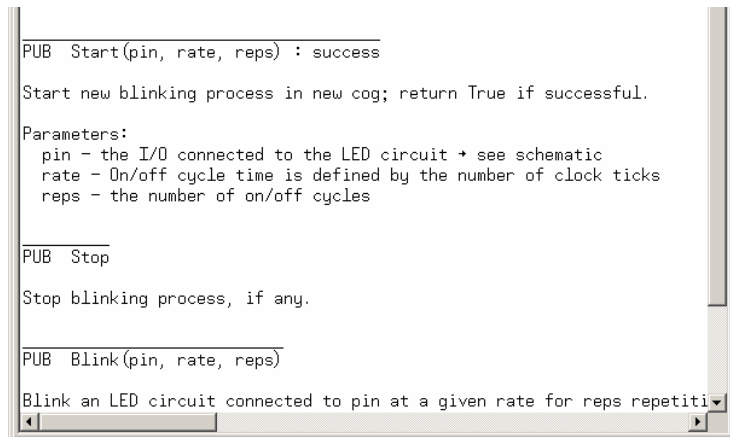 PUB  Start(pin, rate, reps) : success
Start new blinking process in new cog; return True if successful.
Parameters:
pin - the I/O connected to the LED circuit → see schematic
rate - On/off cycle time is defined by the number of clock ticks
reps - the number of on/off cycles
PUB  Stop
Stop blinking process, if any.
PUB  Blink(pin, rate, reps)
Blink an LED circuit connected to pin at a given rate for reps repetiti